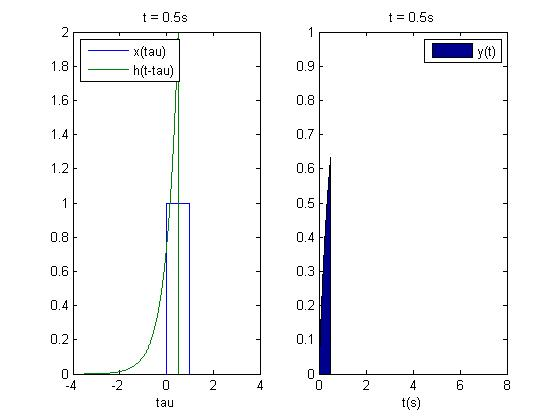 t = 0.5s
x(tau)
h(t-tau)
2
1.8
1.6
1.4
1.2
1
0.8
0.6
0.4
0.2
0
-4 -2 0 2 4
tau
t = 0.5s
y(t)
1
0.9
0.8
0.7
0.6
0.5
0.4
0.3
0.2
0.1
0
0 2 4 6 8
t(s)